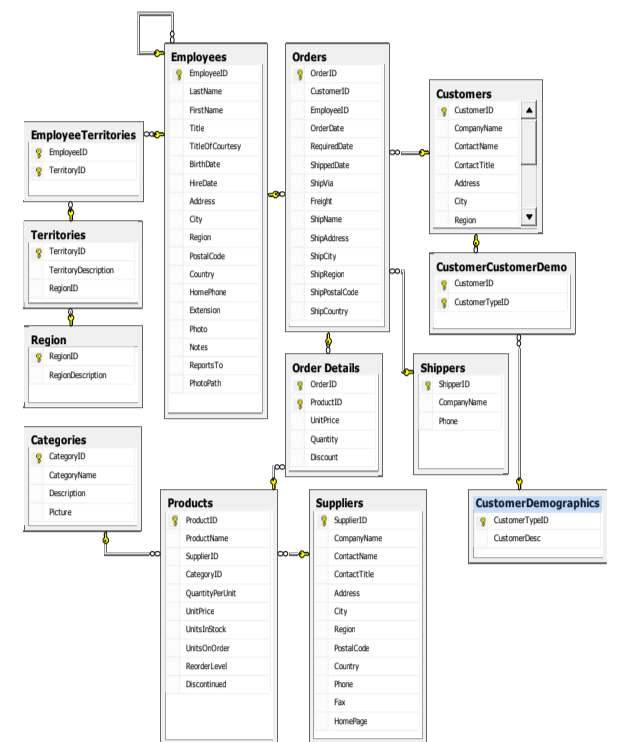 Employees
EmployeeID
LastName
FirstName
Title
TitleOfCourtesy
BirthDate
HireDate
Address
City
Region
PostalCode
Country
HomePhone
Extension
Photo
Notes
ReportsTo
PhotoPath
Orders
OrderID
CustomerID
EmployeeID
OrderDate
RequiredDate
ShippedDate
ShipVia
Freight
ShipName
ShipAddress
ShipCity
ShipRegion
ShipPostalCode
ShipCountry
Customers
CustomerID
CompanyName
ContactName
ContactTitle
Address
City
Region
EmployeeTerritories
EmployeeID
TerritoryID
Territories
TerritoryID
TerritoryDescription
RegionID
CustomerCustomerDemo
CustomerID
CustomerTypeID
Region
RegionID
RegionDescription
Order Details
OrderID
ProductID
UnitPrice
Quantity
Discount
Shippers
ShipperID
CompanyName
Phone
Categories
CategoryID
CategoryName
Description
Picture
Products
ProductID
ProductName
SupplierID
CategoryID
QuantityPerUnit
UnitPrice
UnitsInStock
UnitsOnOrder
ReorderLevel
Discontinued
Suppliers
SupplierID
CompanyName
ContactName
ContactTitle
Address
City
Region
PostalCode
Country
Phone
Fax
HomePage
CustomerDemographics
CustomerTypeID
CustomerDesc